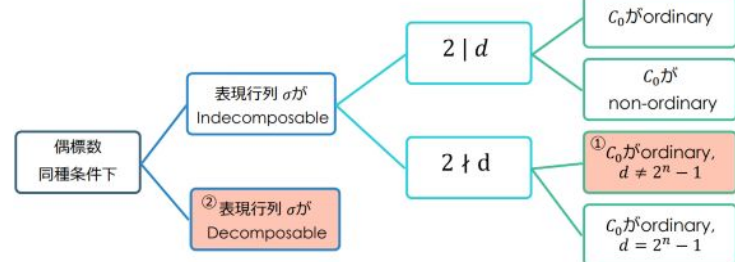 偶標数
同種条件下
表現行列 σが
Indecomposable
②表現行列 σが
Decomposable
2 | d
2 ∤ d
C₀がordinary
C₀が
non-ordinary
①C₀がordinary,
d ≠ 2ⁿ − 1
C₀がordinary,
d = 2ⁿ − 1